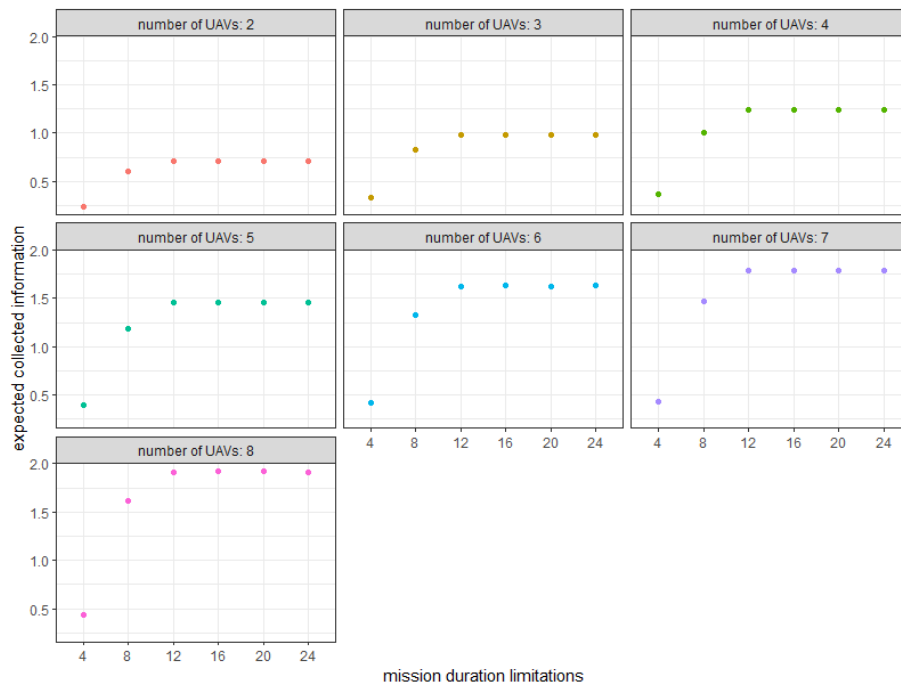 number of UAVs: 2
number of UAVs: 3
number of UAVs: 4
2.0
1.5
1.0
0.5
number of UAVs: 5
number of UAVs: 6
number of UAVs: 7
2.0
1.5
1.0
0.5
4 8 12 16 20 24
4 8 12 16 20 24
number of UAVs: 8
2.0
1.5
1.0
0.5
4 8 12 16 20 24
expected collected information
mission duration limitations